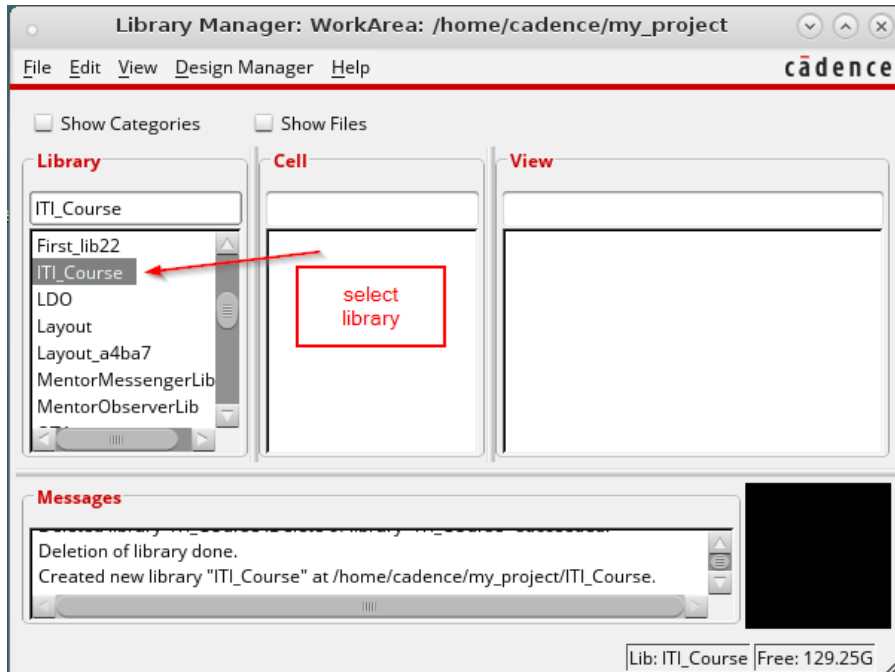 Library Manager: WorkArea: /home/cadence/my_project
File Edit View Design Manager Help
cādence
Show Categories Show Files
Library
Cell
View
ITI_Course
First_lib22
ITI_Course
LDO
Layout
Layout_a4ba7
MentorMessengerLib
MentorObserverLib
select
library
Messages
Deletion of library done.
Created new library "ITI_Course" at /home/cadence/my_project/ITI_Course.
Lib: ITI_Course Free: 129.25G